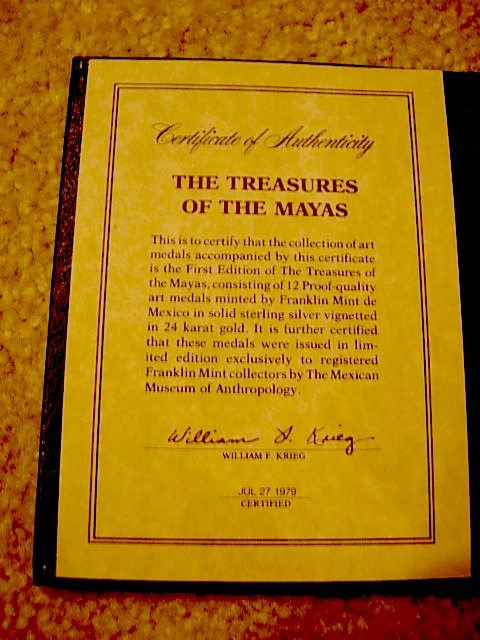 Certificate of Authenticity
THE TREASURES
OF THE MAYAS
This is to certify that the collection of art
medals accompanied by this certificate
is the First Edition of The Treasures of
the Mayas, consisting of 12 Proof-quality
art medals minted by Franklin Mint de
Mexico in solid sterling silver vignetted
in 24 karat gold. It is further certified
that these medals were issued in lim-
ited edition exclusively to registered
Franklin Mint collectors by The Mexican
Museum of Anthropology.
William F. Krieg
WILLIAM F. KRIEG
JUL 27 1979
CERTIFIED